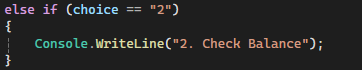 else if (choice == "2")
{
    Console.WriteLine("2. Check Balance");
}